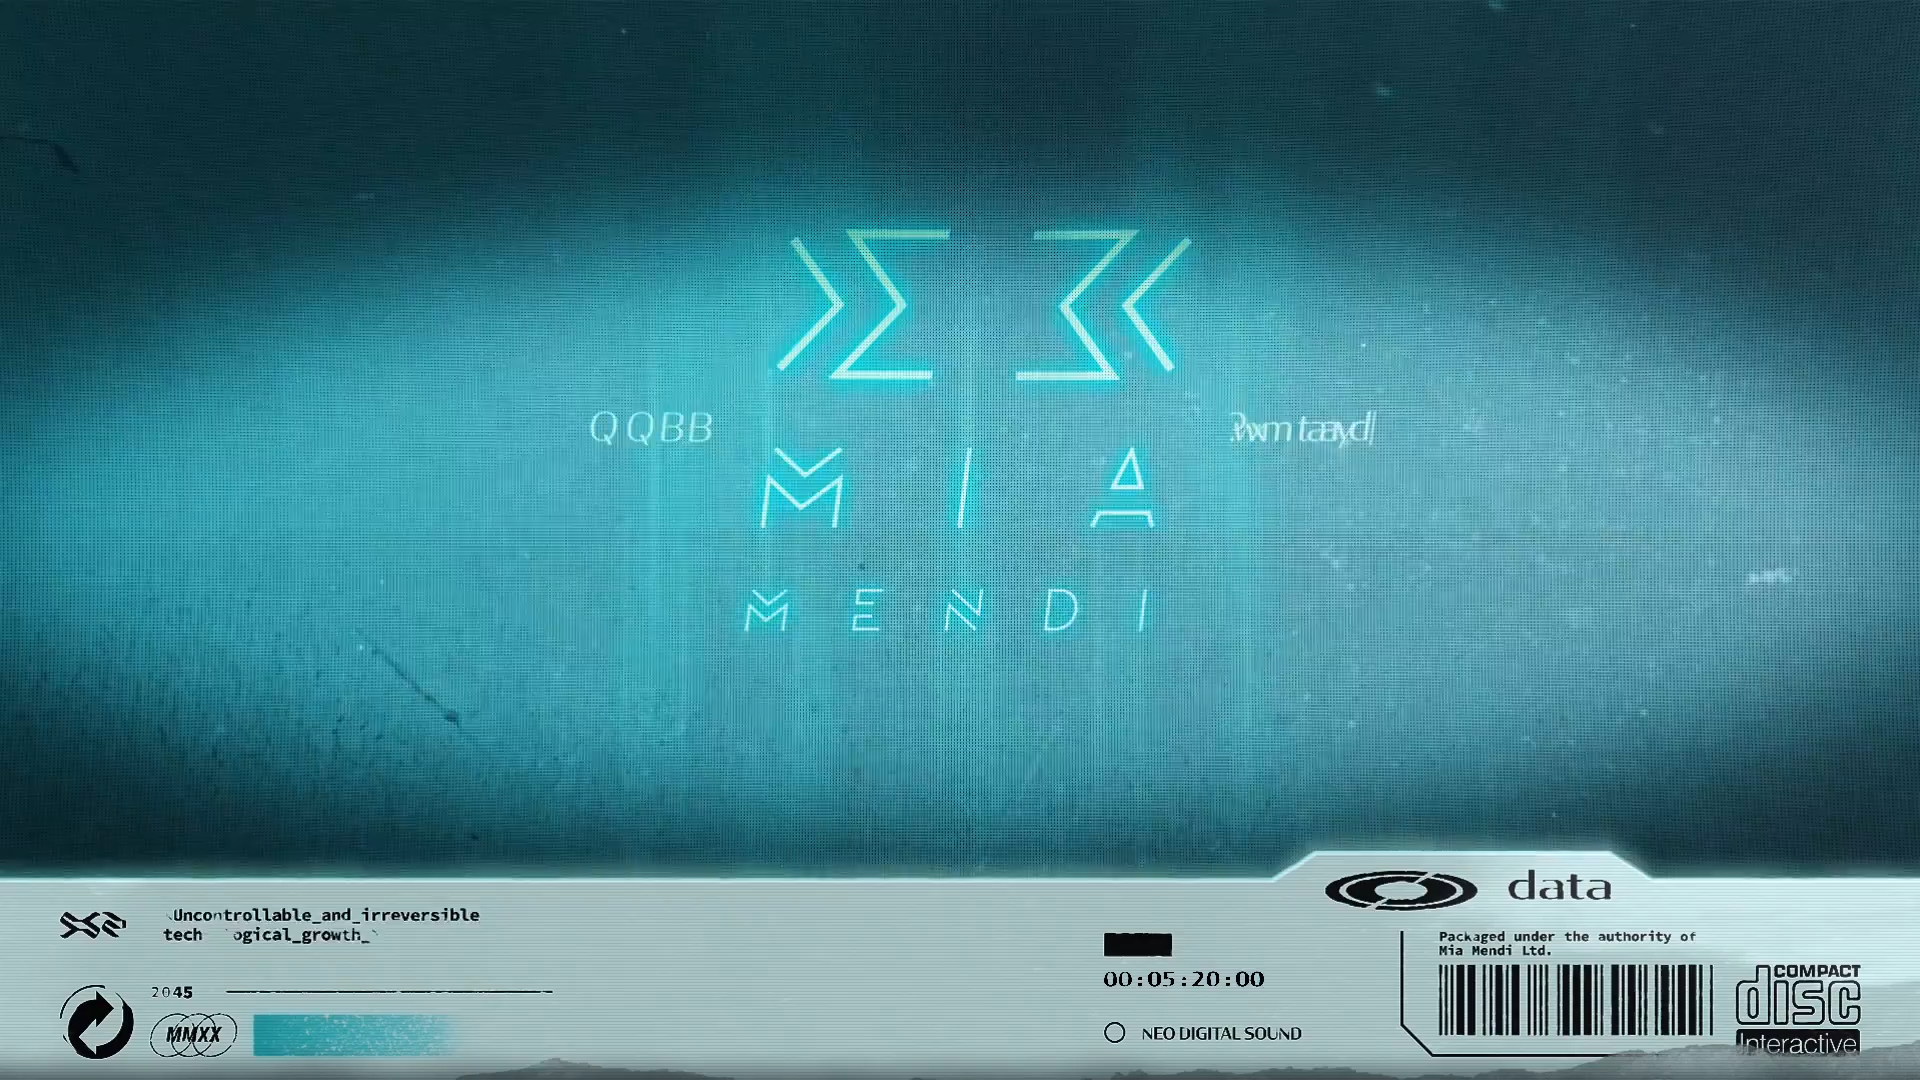 QQBB
MIA
MENDI
data
Uncontrollable_and_irreversible
tech ogical_growth_
Packaged under the authority of
Mia Mendi Ltd.
00:05:20:00
2045
MMXX
NEO DIGITAL SOUND
COMPACT
disc
Interactive